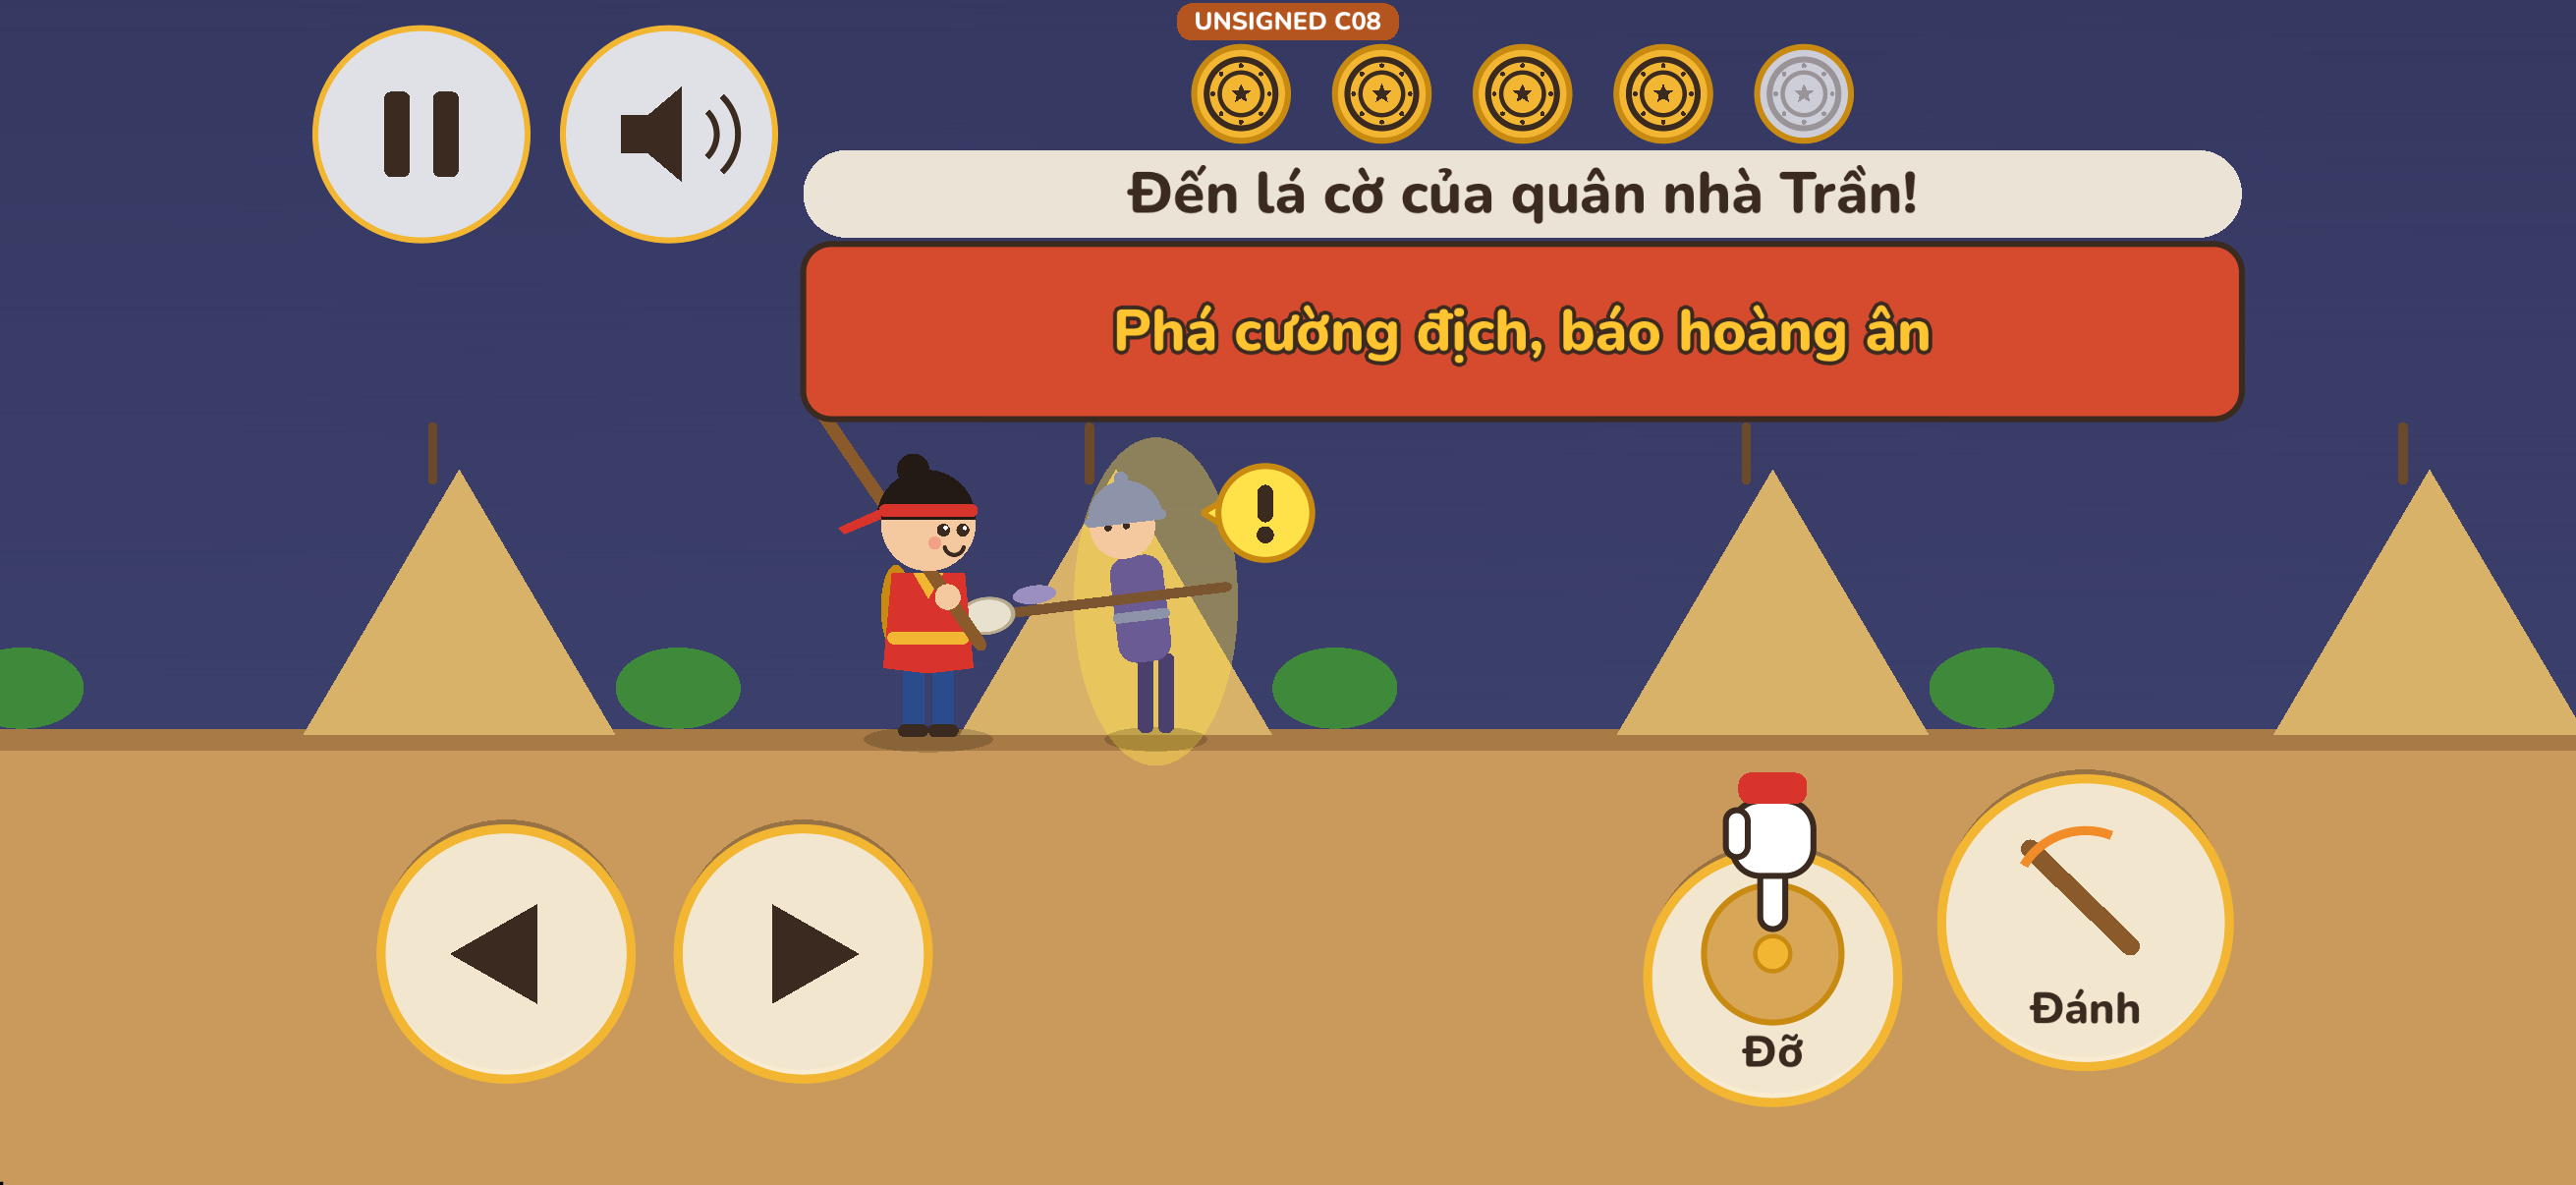 UNSIGNED C08
Đến lá cờ của quân nhà Trần!
Phá cường địch, báo hoàng ân
!
Đỡ
Đánh